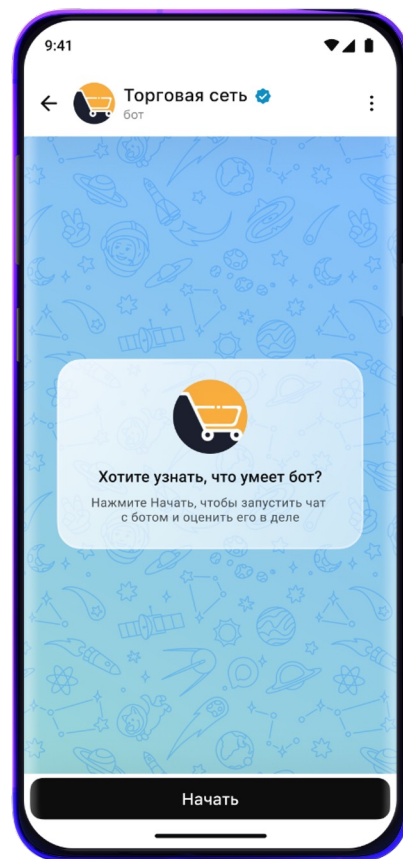 9:41
Торговая сеть
бот
Хотите узнать, что умеет бот?
Нажмите Начать, чтобы запустить чат
с ботом и оценить его в деле
Начать